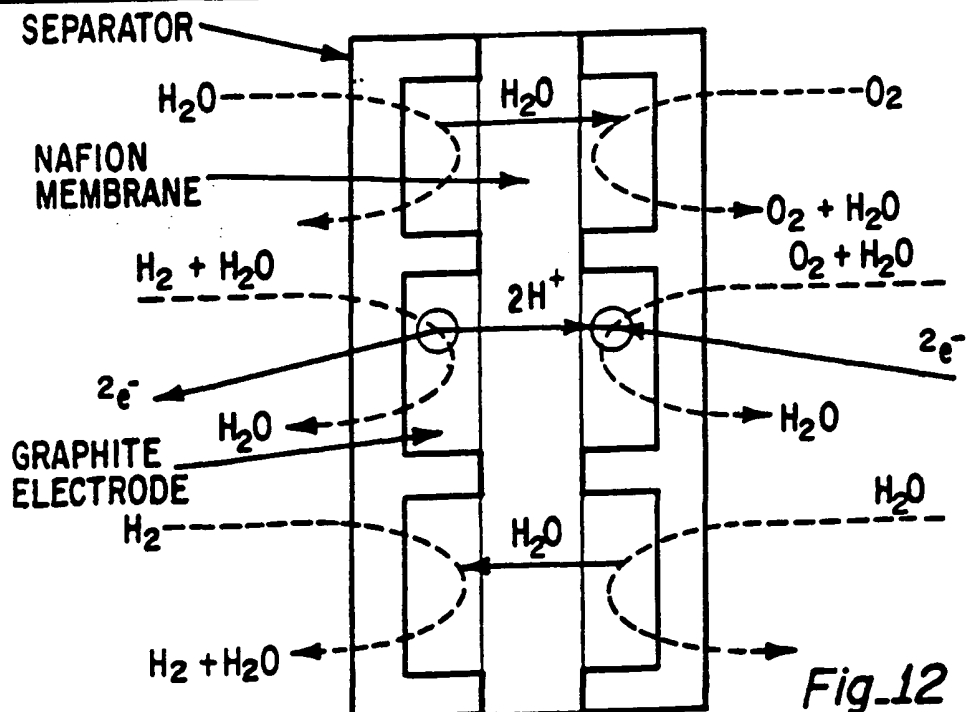 SEPARATOR
H₂O
H₂O
O₂
NAFION
MEMBRANE
O₂ + H₂O
H₂ + H₂O
O₂ + H₂O
2H⁺
2e⁻
2e⁻
H₂O
H₂O
GRAPHITE
ELECTRODE
H₂
H₂O
H₂O
H₂ + H₂O
Fig_12